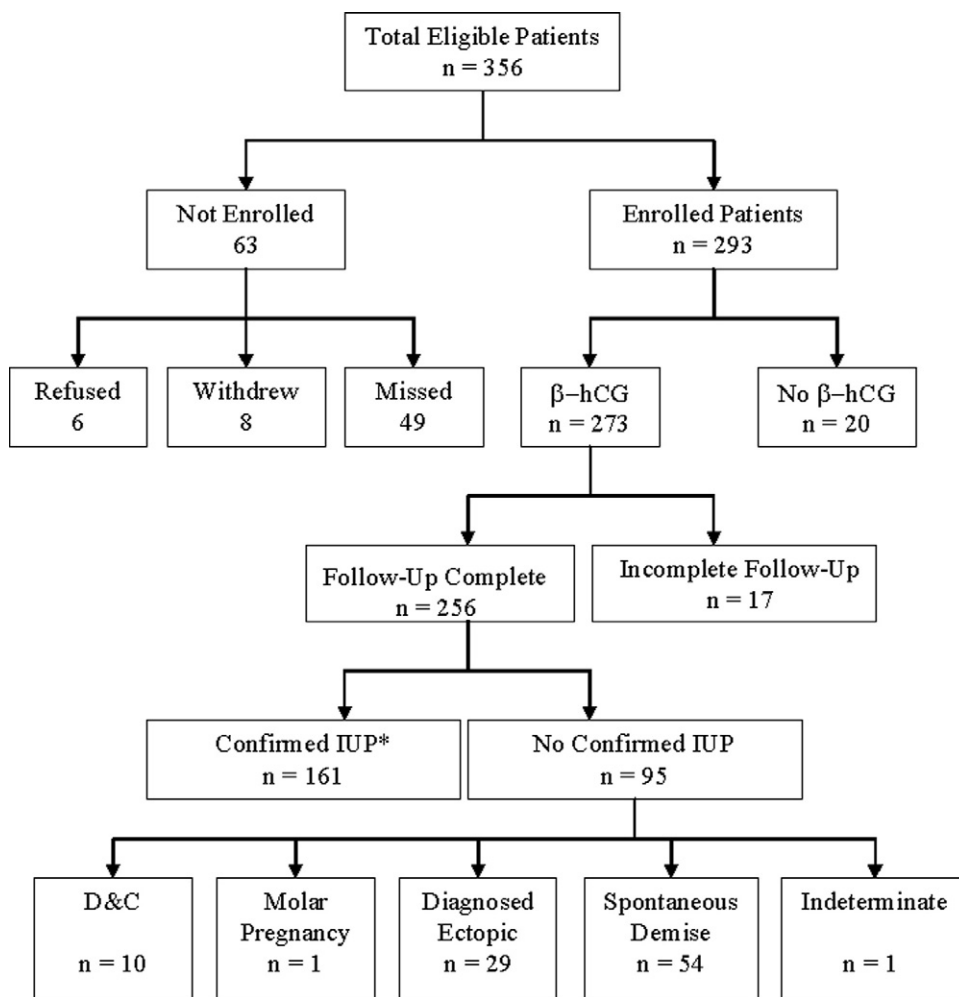 Total Eligible Patients
n = 356
Not Enrolled
63
Enrolled Patients
n = 293
Refused
6
Withdrew
8
Missed
49
β–hCG
n = 273
No β–hCG
n = 20
Follow-Up Complete
n = 256
Incomplete Follow-Up
n = 17
Confirmed IUP*
n = 161
No Confirmed IUP
n = 95
D&C
n = 10
Molar
Pregnancy
n = 1
Diagnosed
Ectopic
n = 29
Spontaneous
Demise
n = 54
Indeterminate
n = 1